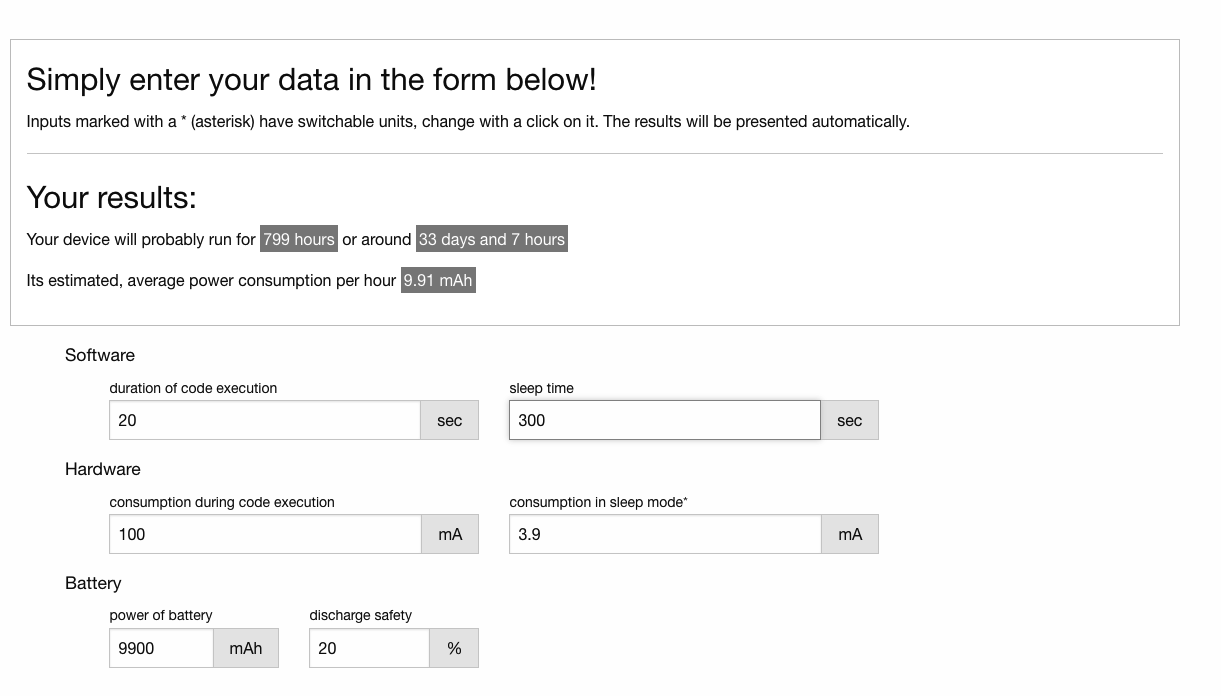 Simply enter your data in the form below!
Inputs marked with a * (asterisk) have switchable units, change with a click on it. The results will be presented automatically.
Your results:
Your device will probably run for 799 hours or around 33 days and 7 hours
Its estimated, average power consumption per hour 9.91 mAh
Software
duration of code execution sleep time
20 sec 300 sec
Hardware
consumption during code execution consumption in sleep mode*
100 mA 3.9 mA
Battery
power of battery discharge safety
9900 mAh 20 %